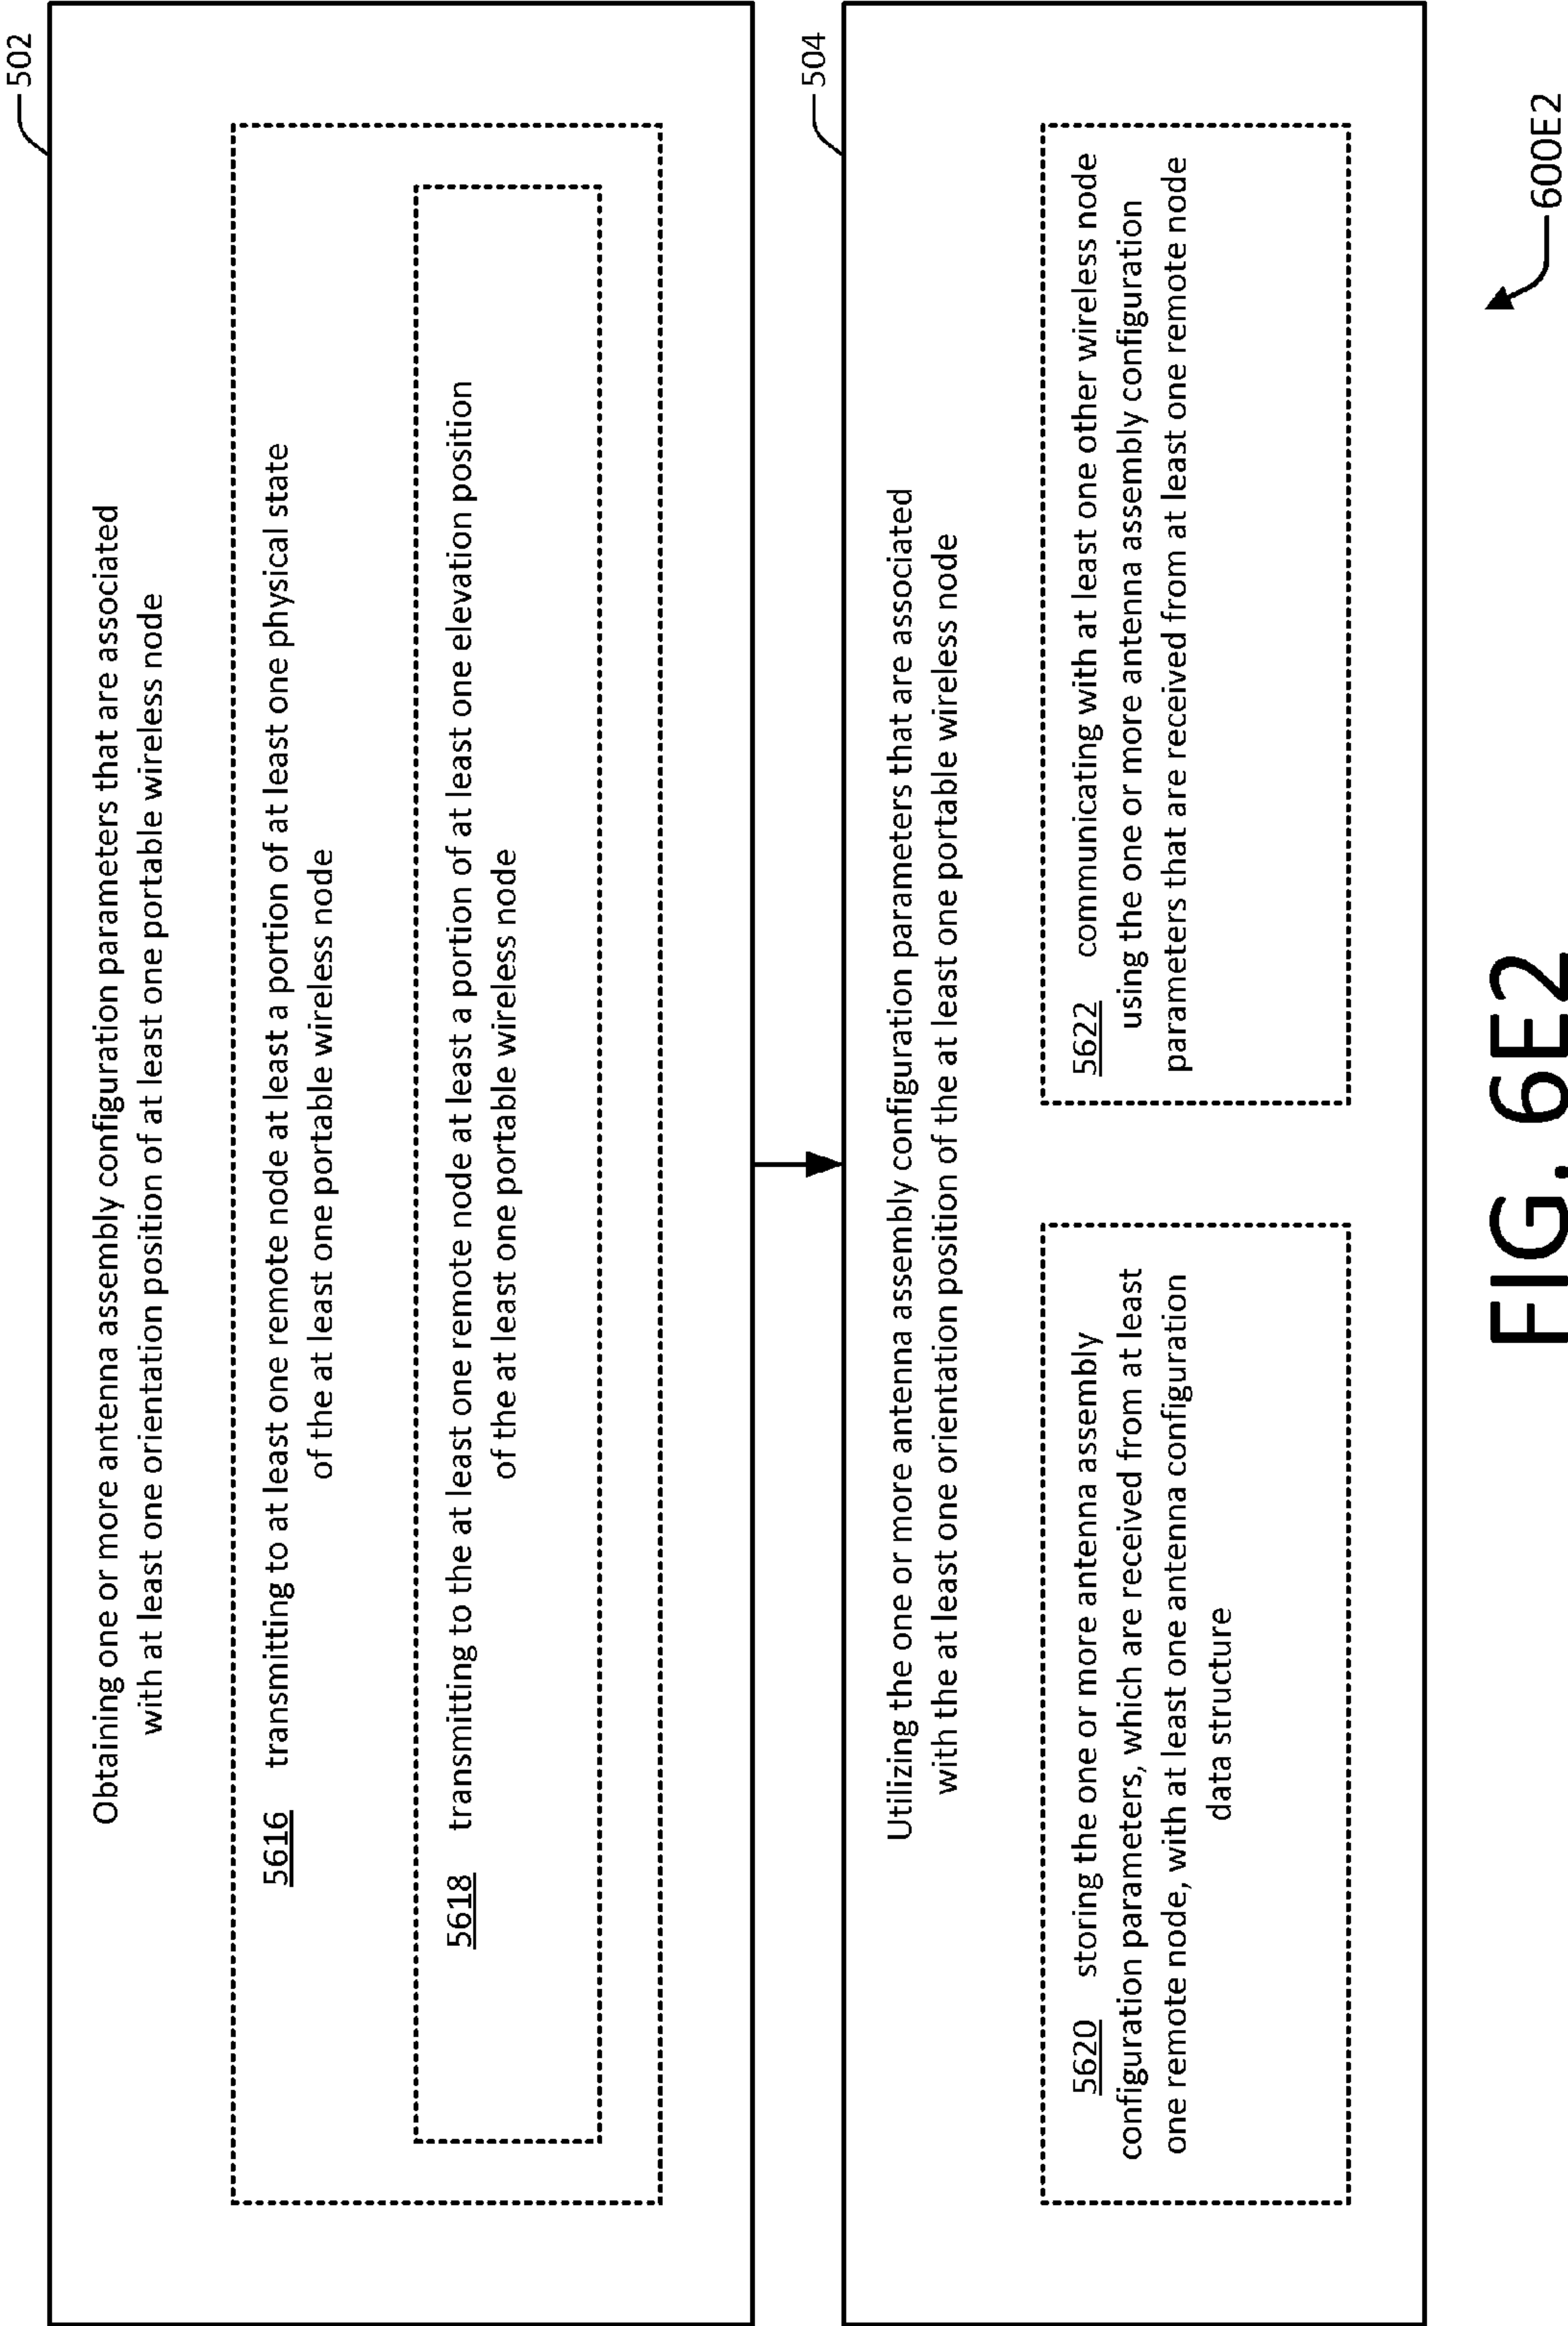 502
Obtaining one or more antenna assembly configuration parameters that are associated
with at least one orientation position of at least one portable wireless node
5616 transmitting to at least one remote node at least a portion of at least one physical state
of the at least one portable wireless node
5618 transmitting to the at least one remote node at least a portion of at least one elevation position
of the at least one portable wireless node
504
Utilizing the one or more antenna assembly configuration parameters that are associated
with the at least one orientation position of the at least one portable wireless node
5620 storing the one or more antenna assembly
configuration parameters, which are received from at least
one remote node, with at least one antenna configuration
data structure
5622 communicating with at least one other wireless node
using the one or more antenna assembly configuration
parameters that are received from at least one remote node
600E2
FIG. 6E2